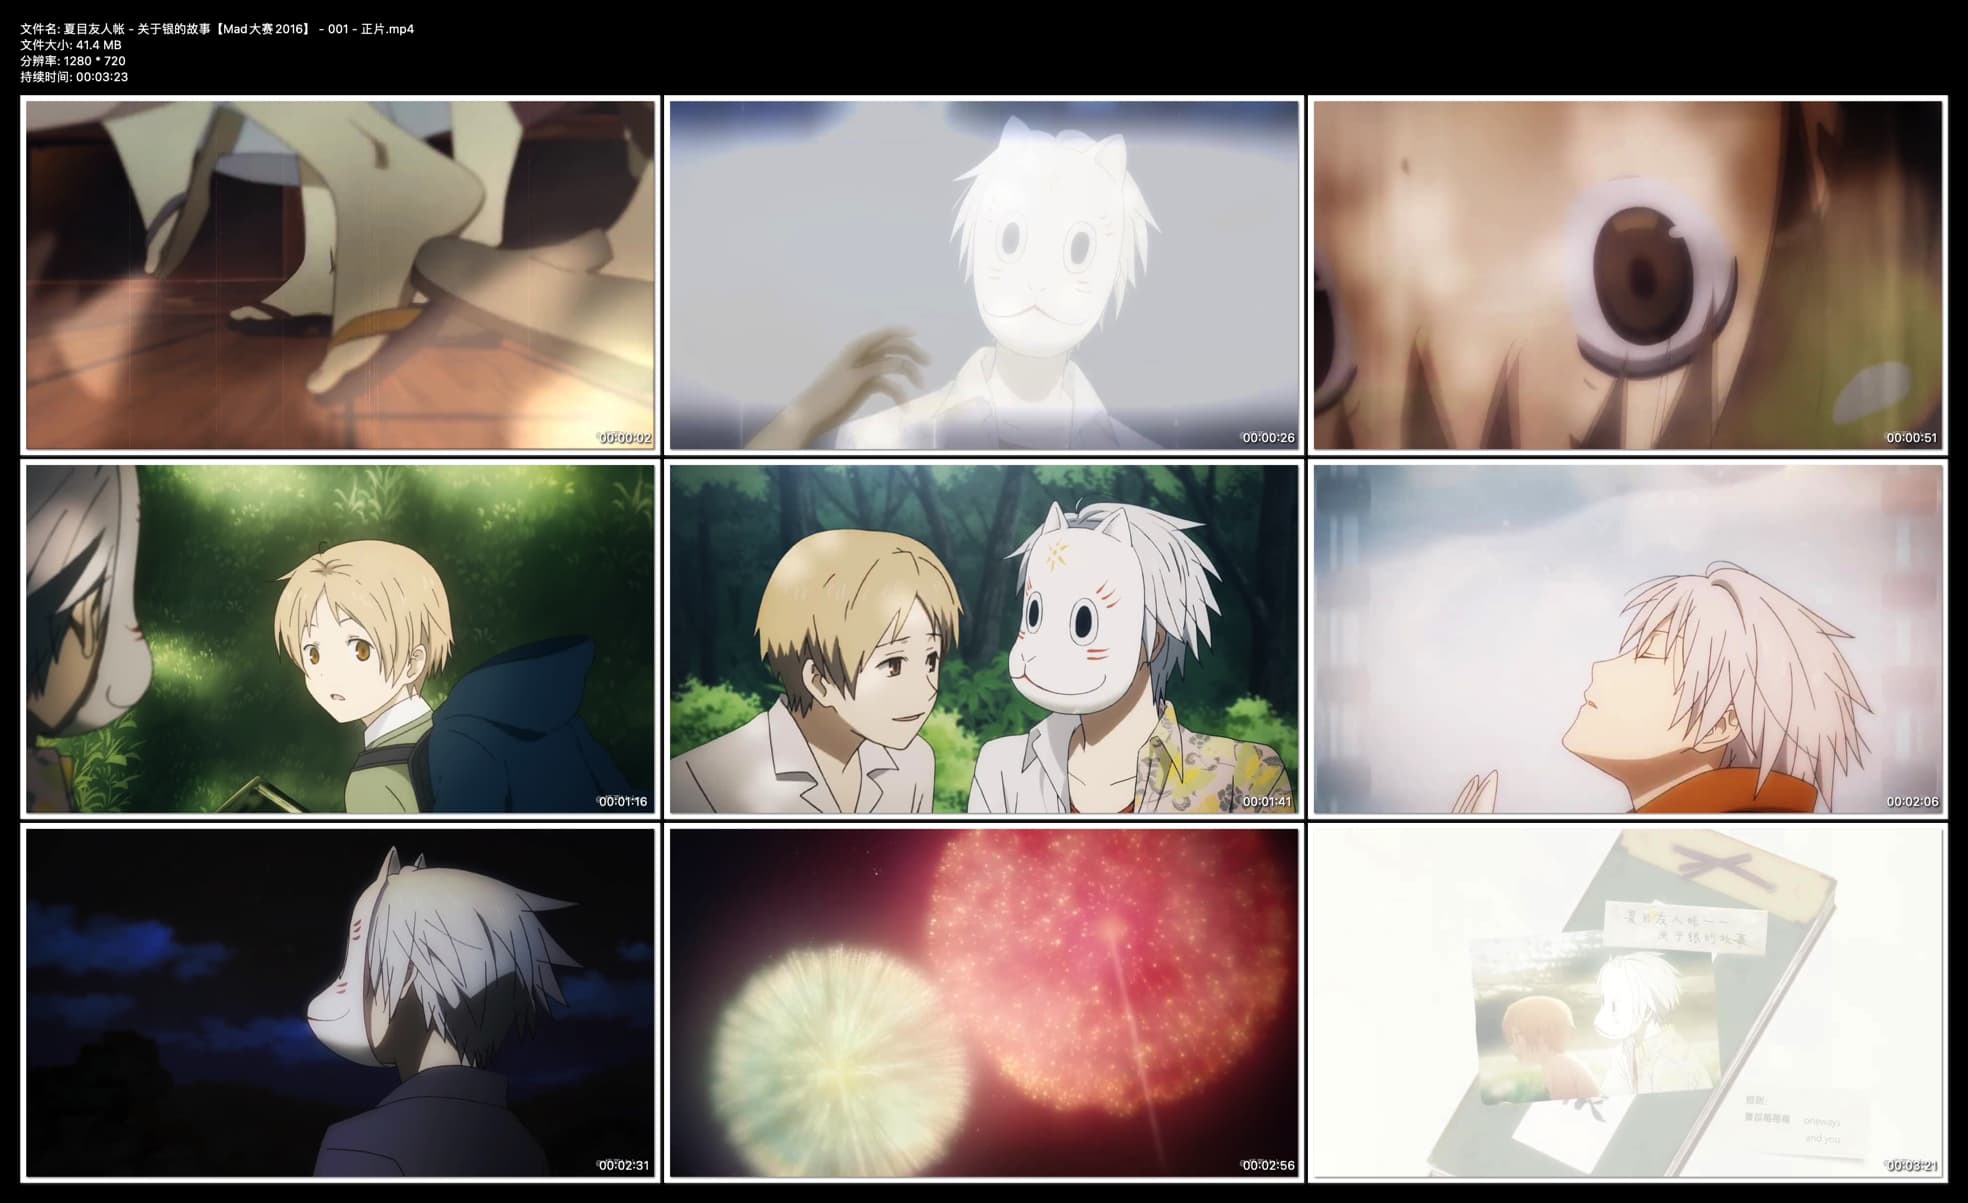 文件名: 夏目友人帐 - 关于银的故事【Mad大赛2016】 - 001 - 正片.mp4
文件大小: 41.4 MB
分辨率: 1280 * 720
持续时间: 00:03:23
00:00:02
00:00:26
00:00:51
00:01:16
00:01:41
00:02:06
00:02:31
00:02:56
夏目友人帐——
关于银的故事
oneways
and you
00:03:21